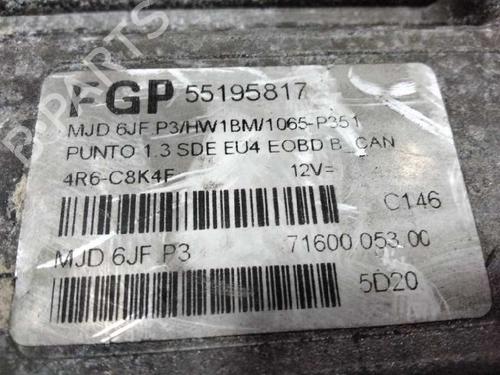 FGP 55195817
MJD 6JF P3/HW1BM/1065-P351
PUNTO 1.3 SDE EU4 EOBD B_CAN
4R6-C8K4F 12V=
C146
MJD 6JF P3 71600.053.00
5D20
B-PARTS